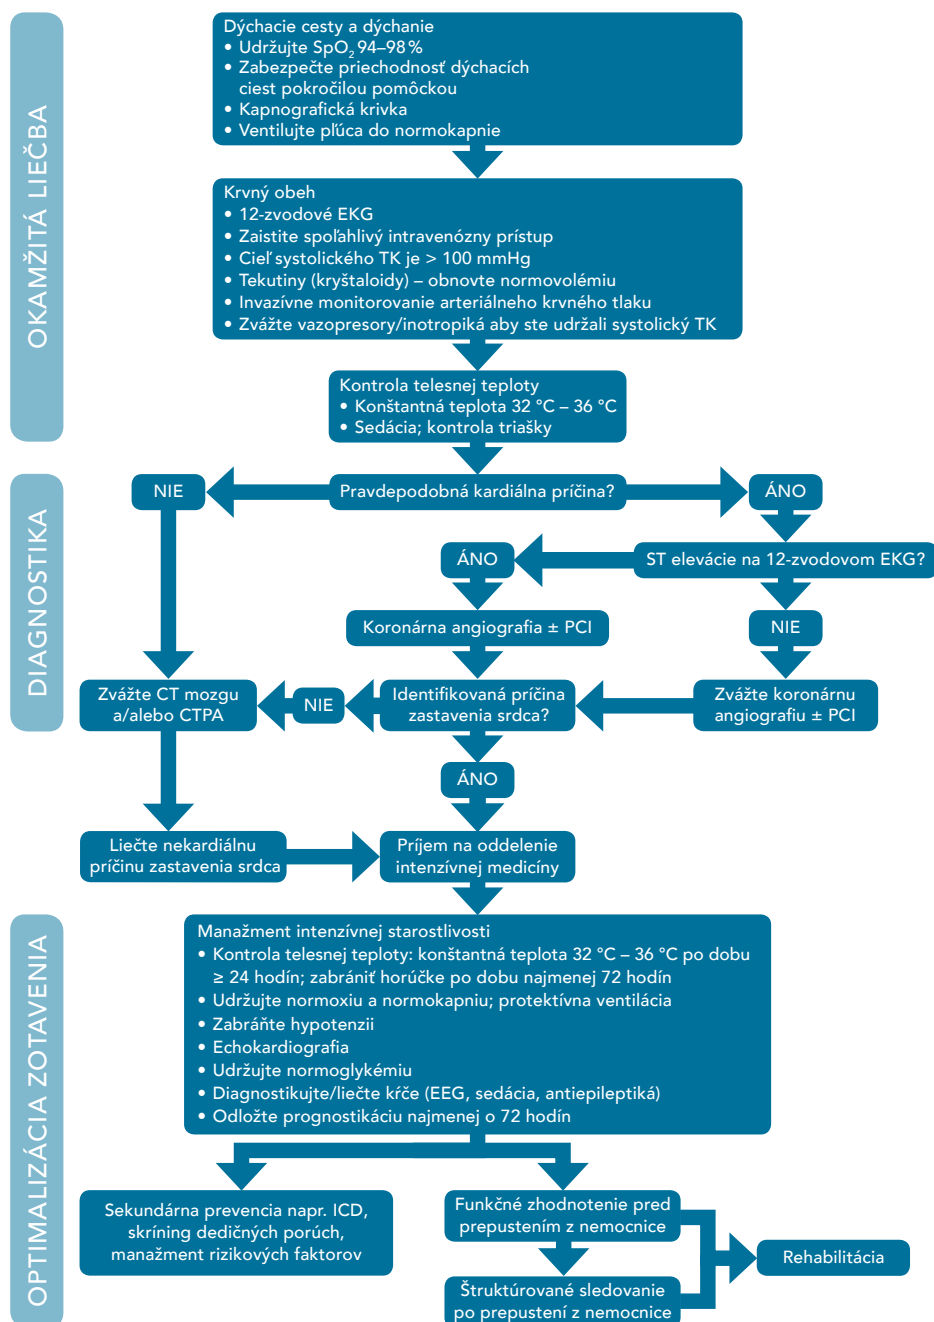 OKAMŽITÁ LIEČBA
Dýchacie cesty a dýchanie
• Udržujte SpO2 94–98 %
• Zabezpečte priechodnosť dýchacích
ciest pokročilou pomôckou
• Kapnografická krivka
• Ventilujte pľúca do normokapnie
Krvný obeh
• 12-zvodové EKG
• Zaistite spoľahlivý intravenózny prístup
• Cieľ systolického TK je > 100 mmHg
• Tekutiny (kryštaloidy) – obnovte normovolémiu
• Invazívne monitorovanie arteriálneho krvného tlaku
• Zvážte vazopresory/inotropiká aby ste udržali systolický TK
Kontrola telesnej teploty
• Konštantná teplota 32 °C – 36 °C
• Sedácia; kontrola triašky
DIAGNOSTIKA
NIE
Pravdepodobná kardiálna príčina?
ÁNO
ÁNO
ST elevácie na 12-zvodovom EKG?
Koronárna angiografia ± PCI
NIE
Zvážte CT mozgu
a/alebo CTPA
NIE
Identifikovaná príčina
zastavenia srdca?
Zvážte koronárnu
angiografiu ± PCI
ÁNO
Liečte nekardiálnu
príčinu zastavenia srdca
Príjem na oddelenie
intenzívnej medicíny
OPTIMALIZÁCIA ZOTAVENIA
Manažment intenzívnej starostlivosti
• Kontrola telesnej teploty: konštantná teplota 32 °C – 36 °C po dobu
≥ 24 hodín; zabrániť horúčke po dobu najmenej 72 hodín
• Udržujte normoxiu a normokapniu; protektívna ventilácia
• Zabráňte hypotenzii
• Echokardiografia
• Udržujte normoglykémiu
• Diagnostikujte/liečte kŕče (EEG, sedácia, antiepileptiká)
• Odložte prognostikáciu najmenej o 72 hodín
Sekundárna prevencia napr. ICD,
skríning dedičných porúch,
manažment rizikových faktorov
Funkčné zhodnotenie pred
prepustením z nemocnice
Rehabilitácia
Štruktúrované sledovanie
po prepustení z nemocnice